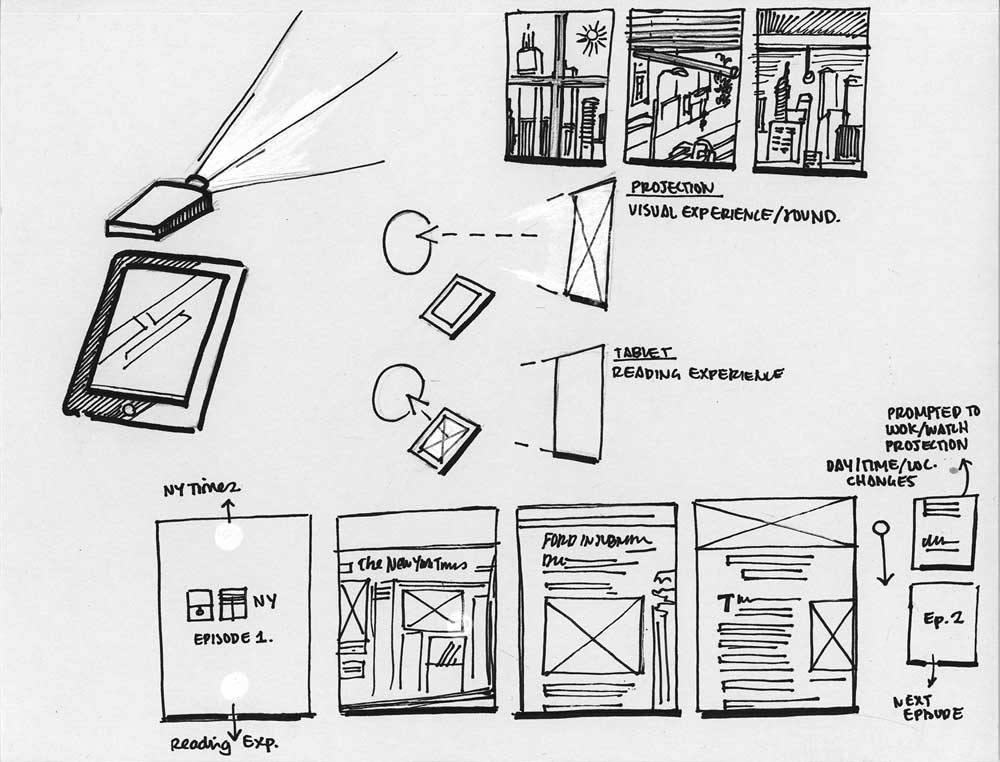 PROJECTION
VISUAL EXPERIENCE/SOUND.
TABLET
READING EXPERIENCE
PROMPTED TO
LOOK/WATCH
PROJECTION
DAY/TIME/LOC.
CHANGES
NY Times
NY
EPISODE 1.
Reading Exp.
The New York Times
FORD IN
Ep. 2
NEXT
EPISODE